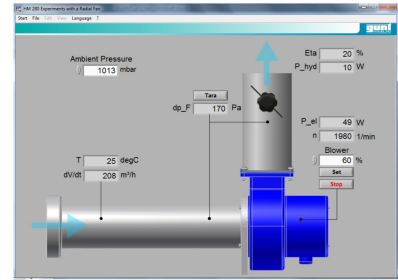 HM 280 Experiments with a Radial Fan
Start File Edit View Language ?
gunt
Ambient Pressure
1013 mbar
Eta 20 %
P_hyd 10 W
Tara
dp_F 170 Pa
P_el 49 W
n 1980 1/min
Blower
60 %
Set
Stop
T 25 degC
dV/dt 208 m³/h